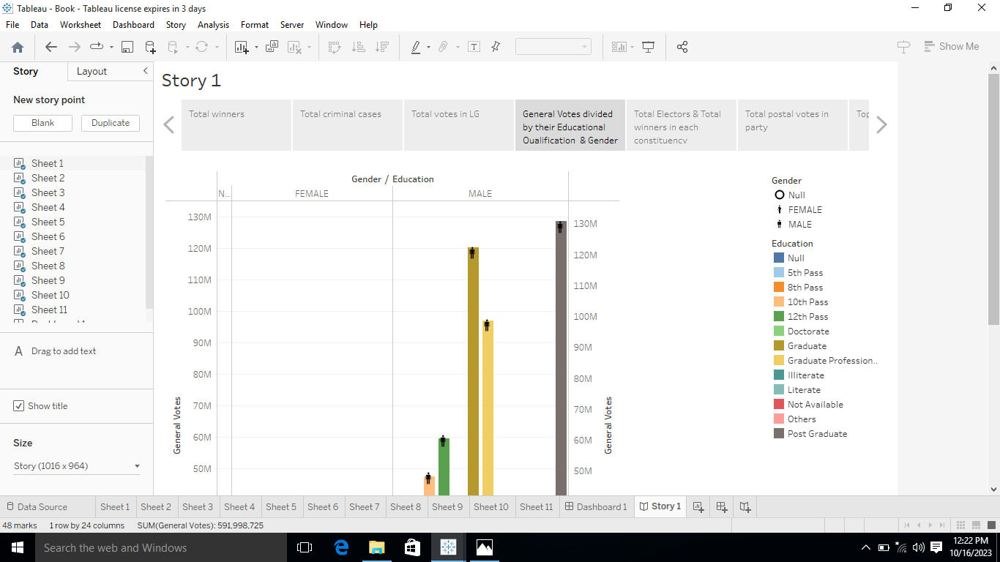 Tableau - Book - Tableau license expires in 3 days
File Data Worksheet Dashboard Story Analysis Format Server Window Help
Show Me
Story Layout
New story point
Blank Duplicate
Sheet 1
Sheet 2
Sheet 3
Sheet 4
Sheet 5
Sheet 6
Sheet 7
Sheet 8
Sheet 9
Sheet 10
Sheet 11
A Drag to add text
Show title
Size
Story (1016 x 964)
Story 1
Total winners
Total criminal cases
Total votes in LG
General Votes divided
by their Educational
Qualification & Gender
Total Electors & Total
winners in each
constituency
Total postal votes in
party
Top
Gender / Education
N.. FEMALE MALE
130M
120M
110M
100M
90M
80M
70M
60M
50M
General Votes
130M
120M
110M
100M
90M
80M
70M
60M
50M
General Votes
Gender
Null
FEMALE
MALE
Education
Null
5th Pass
8th Pass
10th Pass
12th Pass
Doctorate
Graduate
Graduate Profession..
Illiterate
Literate
Not Available
Others
Post Graduate
Data Source Sheet 1 Sheet 2 Sheet 3 Sheet 4 Sheet 5 Sheet 6 Sheet 7 Sheet 8 Sheet 9 Sheet 10 Sheet 11 Dashboard 1 Story 1
48 marks 1 row by 24 columns SUM(General Votes): 591,998,725
Search the web and Windows
12:22 PM
10/16/2023